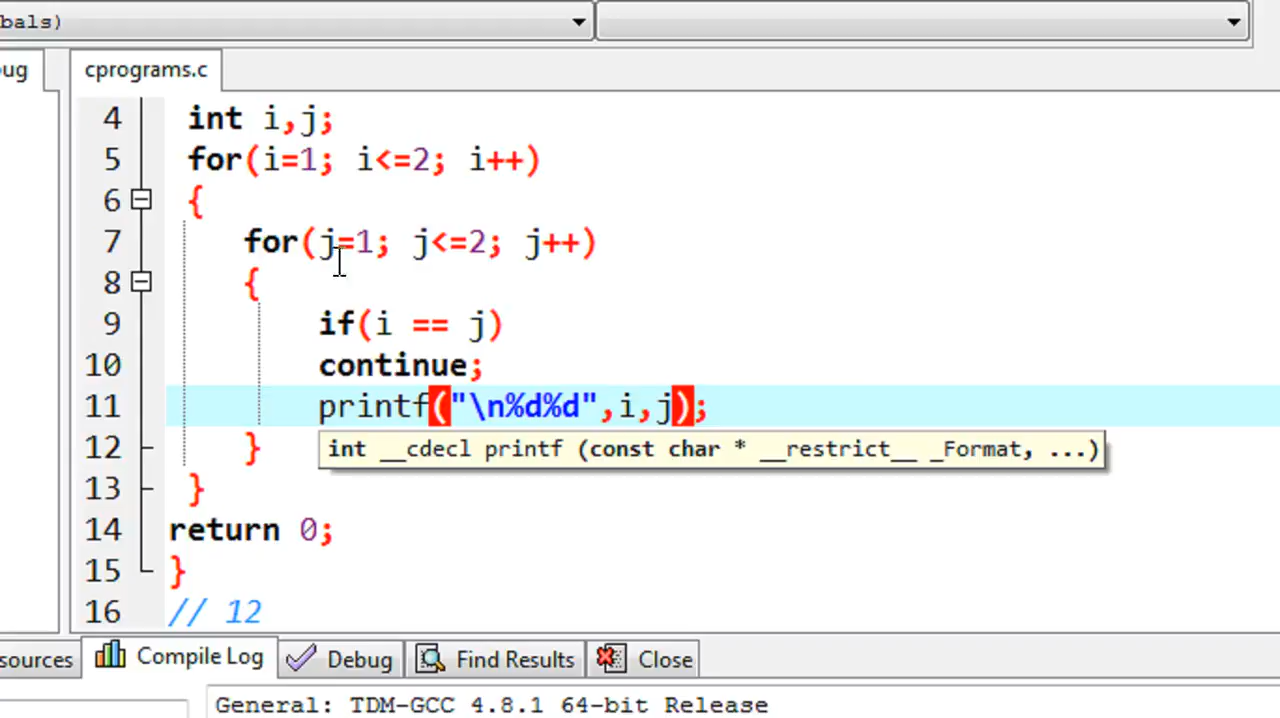 bals)
ug cprograms.c
4 int i,j;
5 for(i=1; i<=2; i++)
6 {
7 for(j=1; j<=2; j++)
8 {
9 if(i == j)
10 continue;
11 printf("\n%d%d",i,j);
12 }
int __cdecl printf (const char * __restrict__ _Format, ...)
13 }
14 return 0;
15 }
16 // 12
sources Compile Log Debug Find Results Close
General: TDM-GCC 4.8.1 64-bit Release